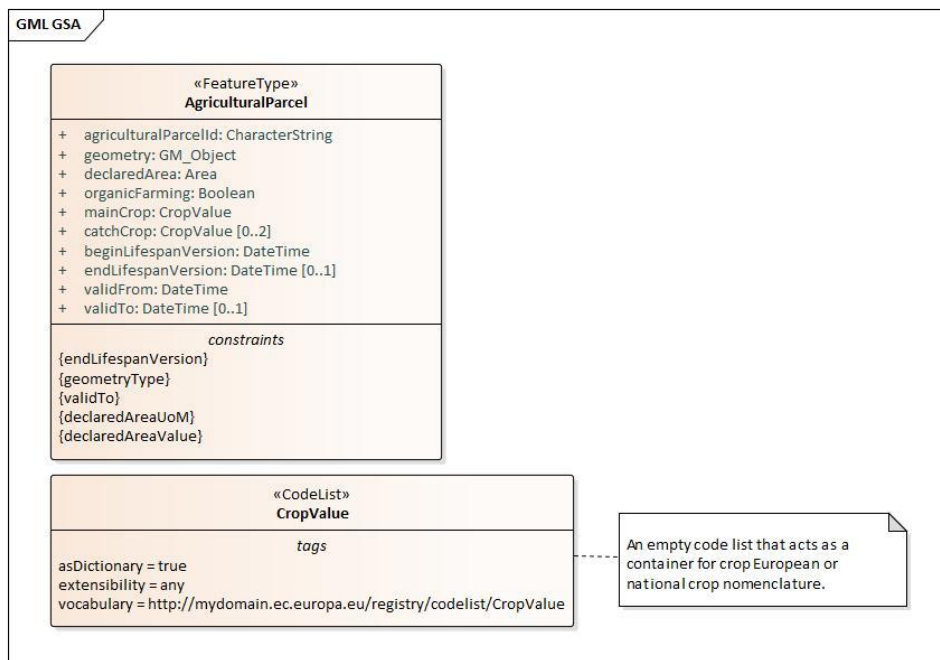 GML GSA
«FeatureType»
AgriculturalParcel
+ agriculturalParcelId: CharacterString
+ geometry: GM_Object
+ declaredArea: Area
+ organicFarming: Boolean
+ mainCrop: CropValue
+ catchCrop: CropValue [0..2]
+ beginLifespanVersion: DateTime
+ endLifespanVersion: DateTime [0..1]
+ validFrom: DateTime
+ validTo: DateTime [0..1]
constraints
{endLifespanVersion}
{geometryType}
{validTo}
{declaredAreaUoM}
{declaredAreaValue}
«CodeList»
CropValue
tags
asDictionary = true
extensibility = any
vocabulary = http://mydomain.ec.europa.eu/registry/codelist/CropValue
An empty code list that acts as a
container for crop European or
national crop nomenclature.